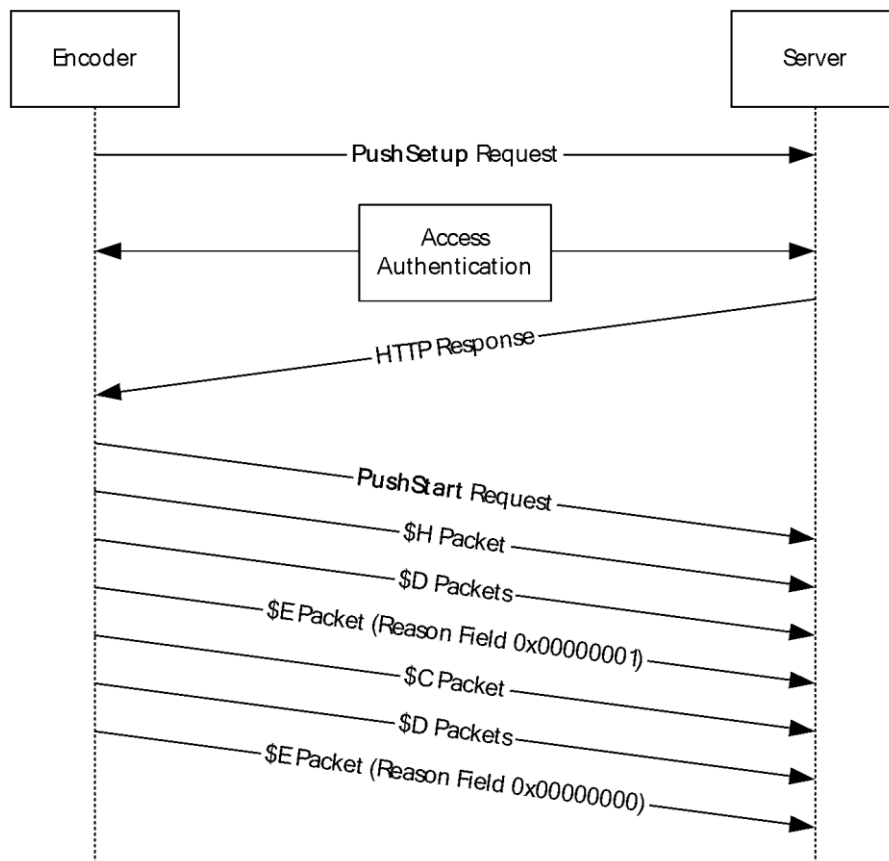 Encoder
Server
PushSetup Request
Access
Authentication
HTTP Response
PushStart Request
$H Packet
$D Packets
$E Packet (Reason Field 0x00000001)
$C Packet
$D Packets
$E Packet (Reason Field 0x00000000)